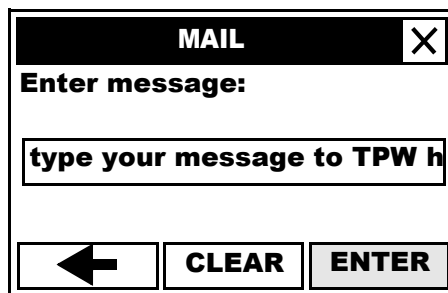 MAIL
Enter message:
type your message to TPW h
CLEAR ENTER